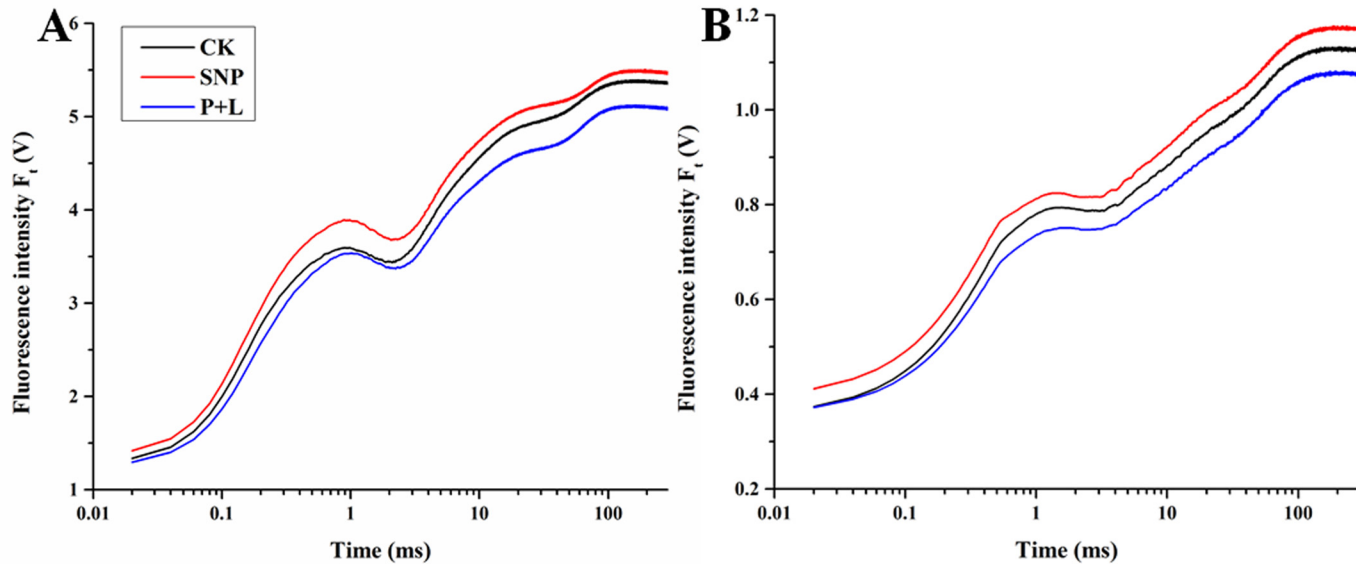 A
CK
SNP
P+L
Fluorescence intensity Ft (V)
6
5
4
3
2
1
0.01 0.1 1 10 100
Time (ms)
B
Fluorescence intensity Ft (V)
1.2
1.0
0.8
0.6
0.4
0.2
0.01 0.1 1 10 100
Time (ms)